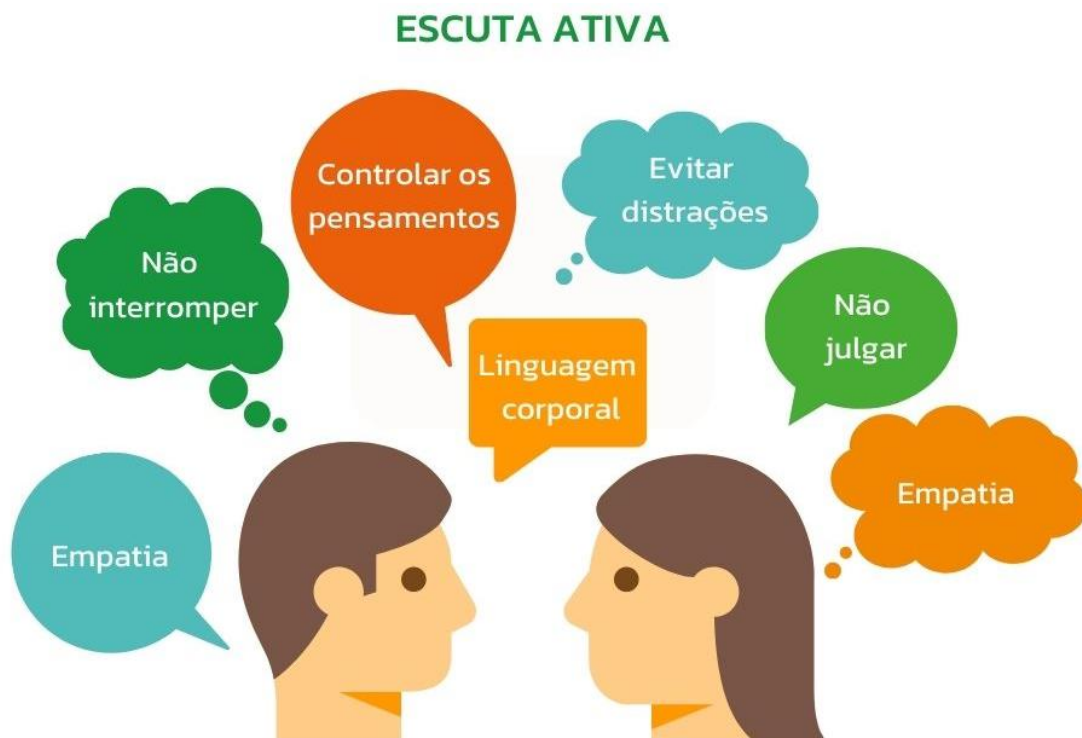 ESCUTA ATIVA
Controlar os
pensamentos
Evitar
distrações
Não
interromper
Não
julgar
Linguagem
corporal
Empatia
Empatia